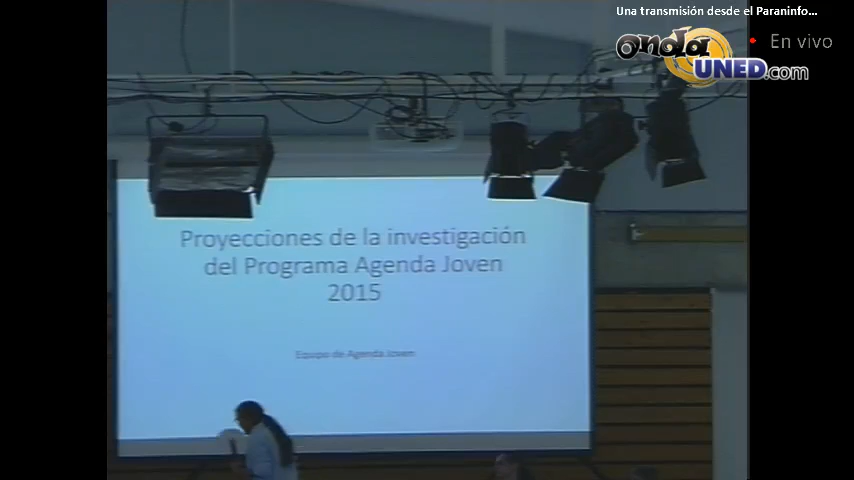 Una transmisión desde el Paraninfo...
onda
UNED.com
En vivo
Proyecciones de la investigación
del Programa Agenda Joven
2015
Equipo de Agenda Joven